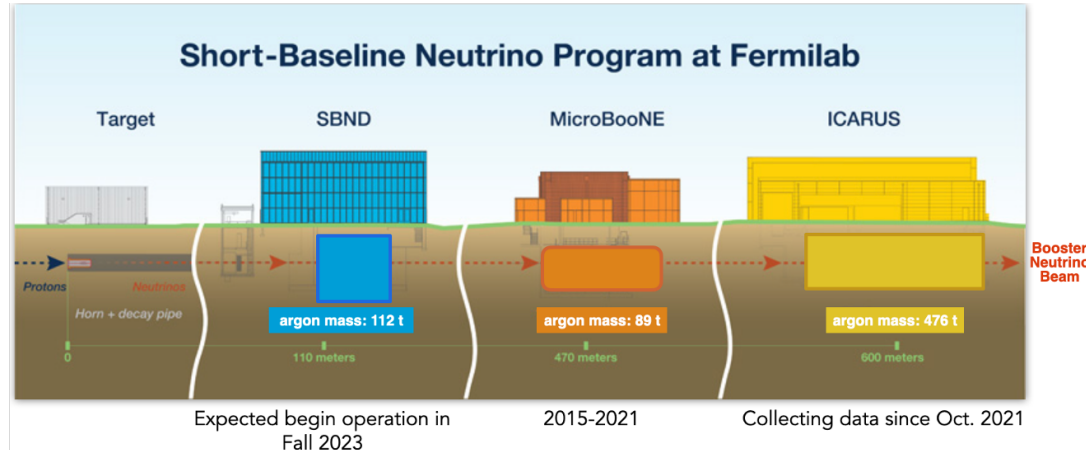 Short-Baseline Neutrino Program at Fermilab
Target
SBND
MicroBooNE
ICARUS
Protons
Neutrinos
Booster
Neutrino
Beam
Horn + decay pipe
argon mass: 112 t
argon mass: 89 t
argon mass: 476 t
0
110 meters
470 meters
600 meters
Expected begin operation in
Fall 2023
2015-2021
Collecting data since Oct. 2021